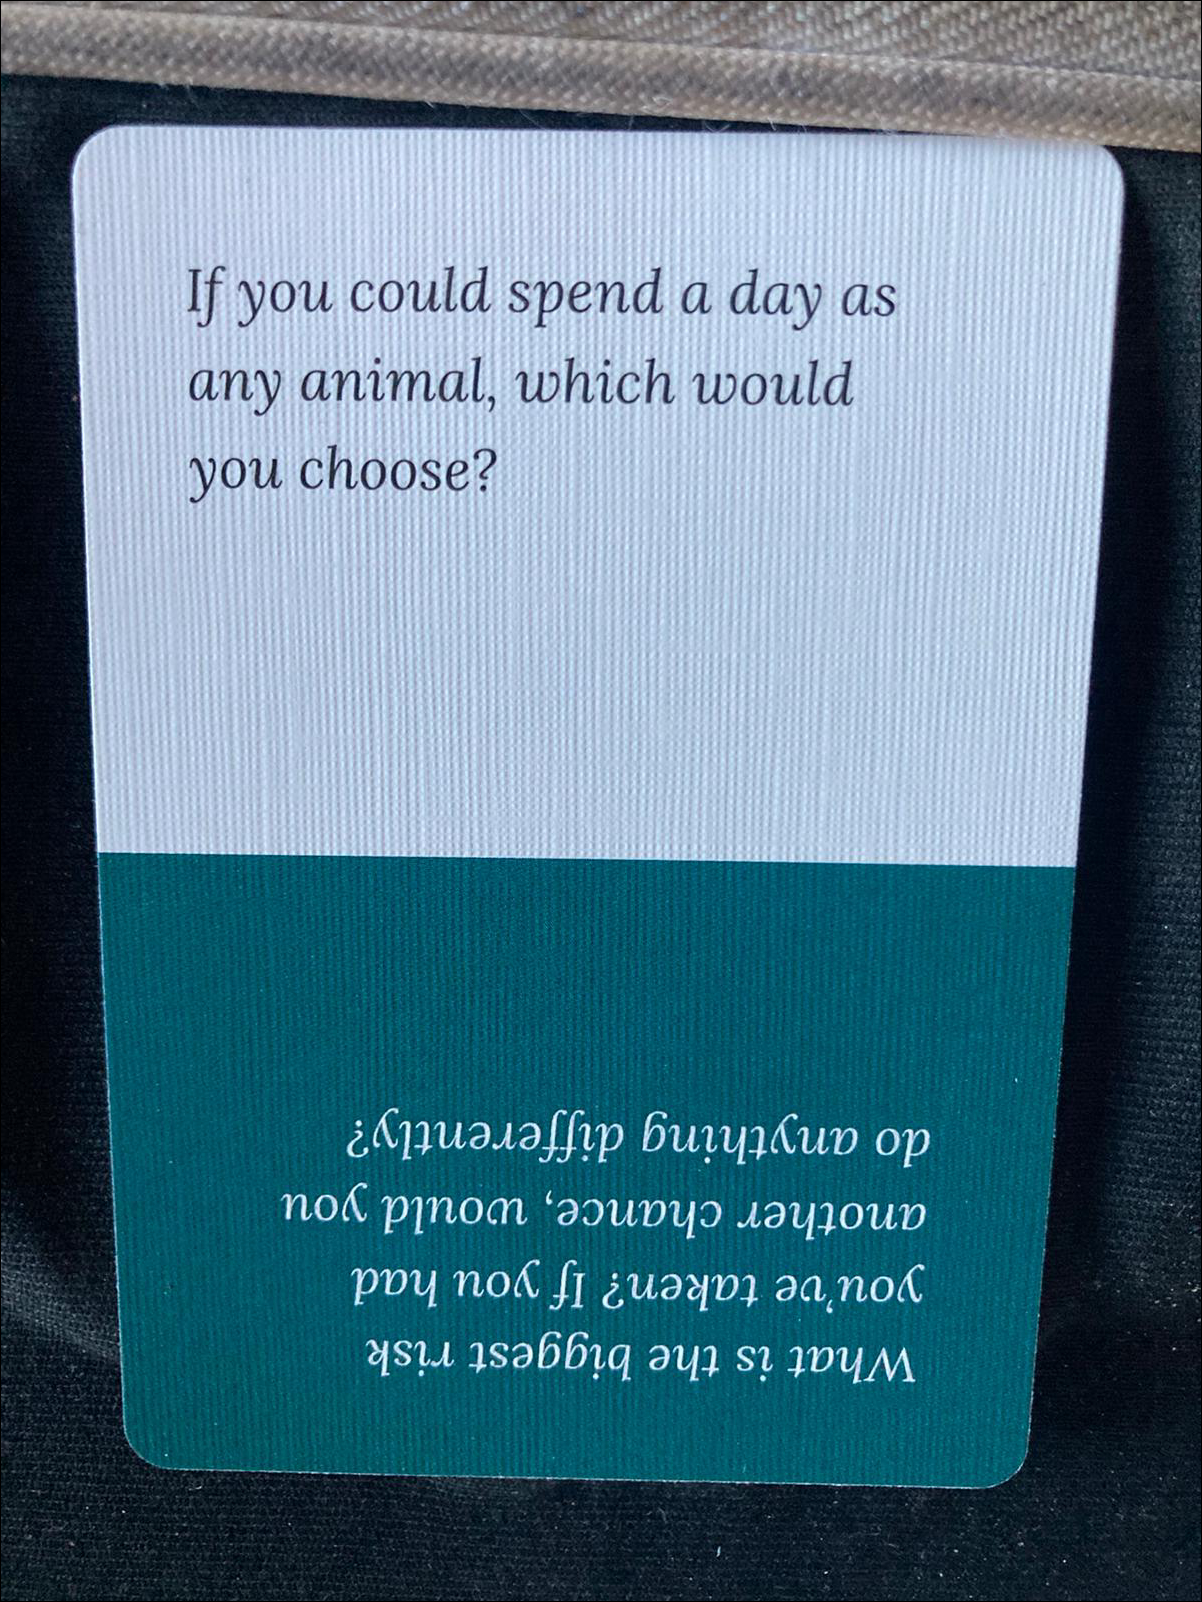 If you could spend a day as
any animal, which would
you choose?
What is the biggest risk
you've taken? If you had
another chance, would you
do anything differently?